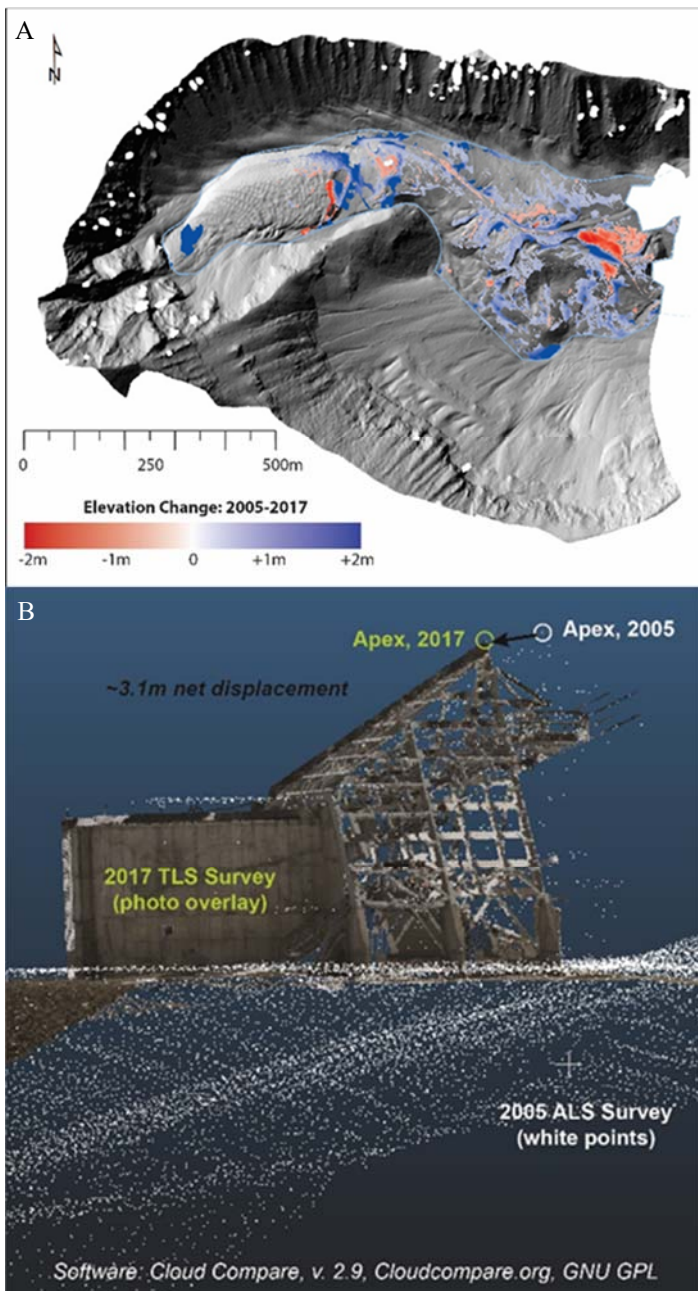 A
N
0 250 500m
Elevation Change: 2005-2017
-2m -1m 0 +1m +2m
B
Apex, 2017 Apex, 2005
~3.1m net displacement
2017 TLS Survey
(photo overlay)
2005 ALS Survey
(white points)
Software: Cloud Compare, v. 2.9, Cloudcompare.org, GNU GPL